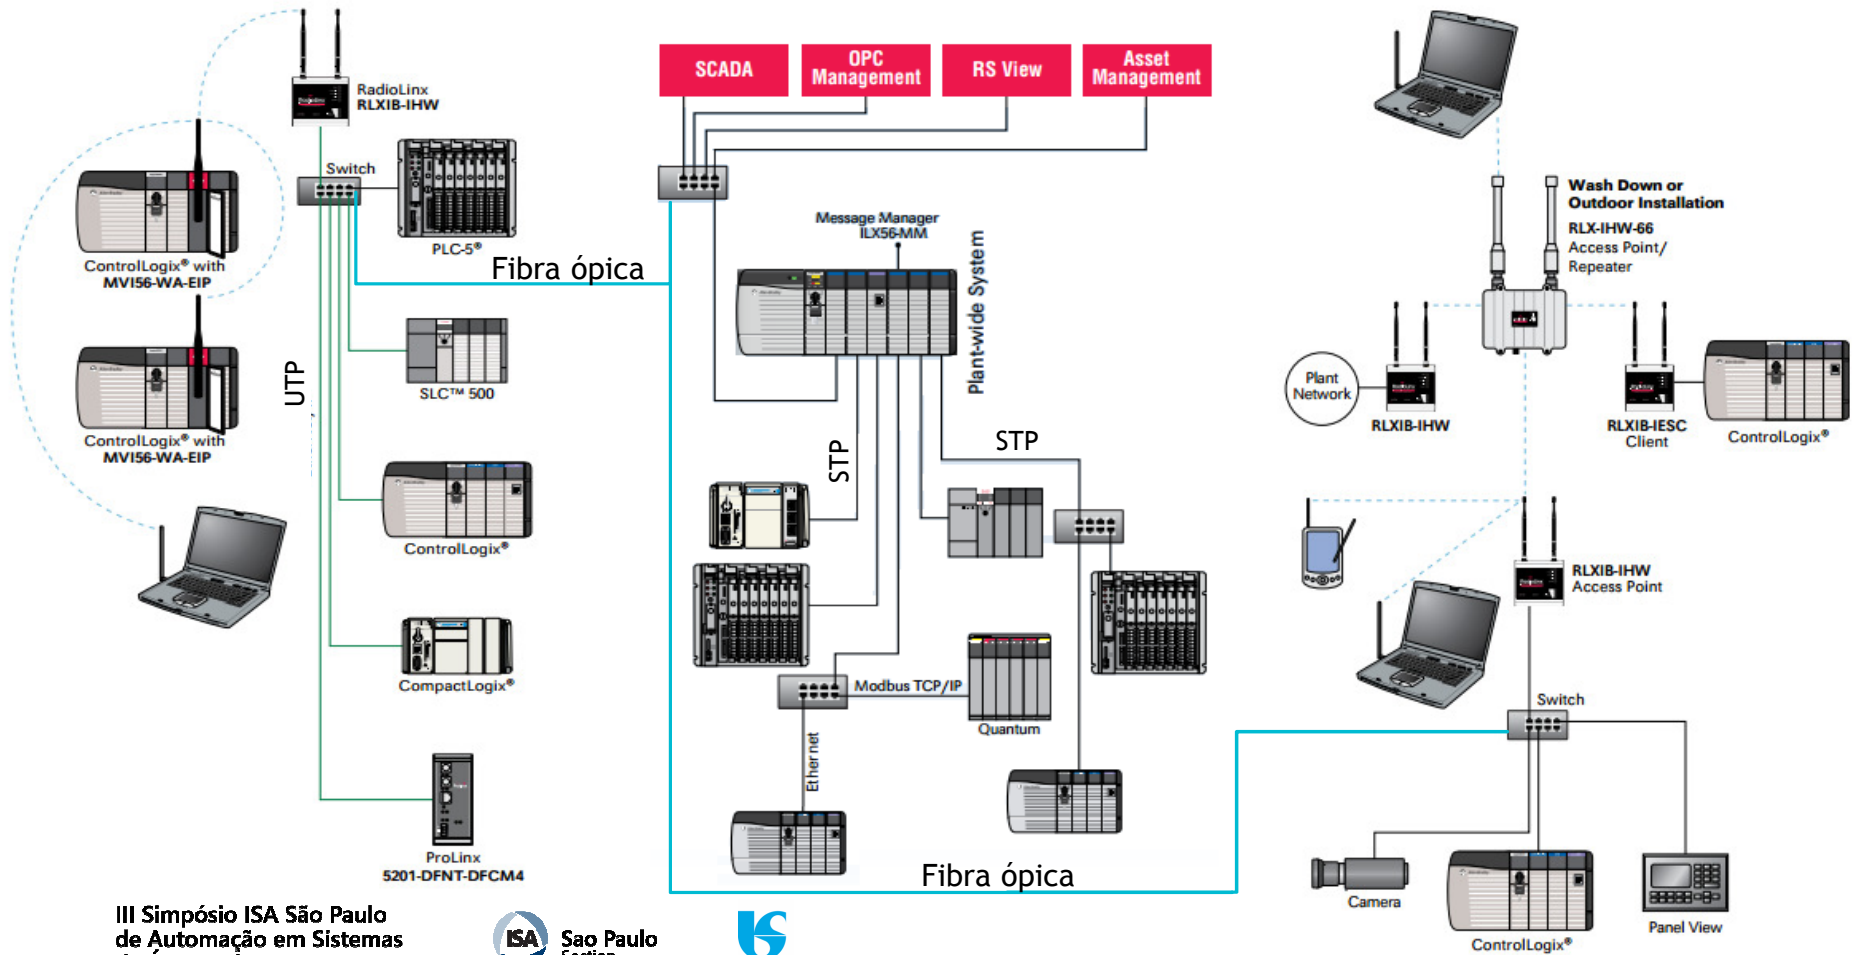 RadioLinx
RLXIB-IHW
Switch
PLC-5®
ControlLogix® with
MVI56-WA-EIP
ControlLogix® with
MVI56-WA-EIP
UTP
SLC™ 500
ControlLogix®
CompactLogix®
ProLinx
5201-DFNT-DFCM4
Fibra ópica
SCADA
OPC
Management
RS View
Asset
Management
Message Manager
ILX56-MM
Plant-wide System
STP
STP
Modbus TCP/IP
Quantum
Ethernet
Fibra ópica
Wash Down or
Outdoor Installation
RLX-IHW-66
Access Point/
Repeater
Plant
Network
RLXIB-IHW
RLXIB-IESC
Client
ControlLogix®
RLXIB-IHW
Access Point
Switch
Camera
ControlLogix®
Panel View
III Simpósio ISA São Paulo
de Automação em Sistemas
ISA
Sao Paulo